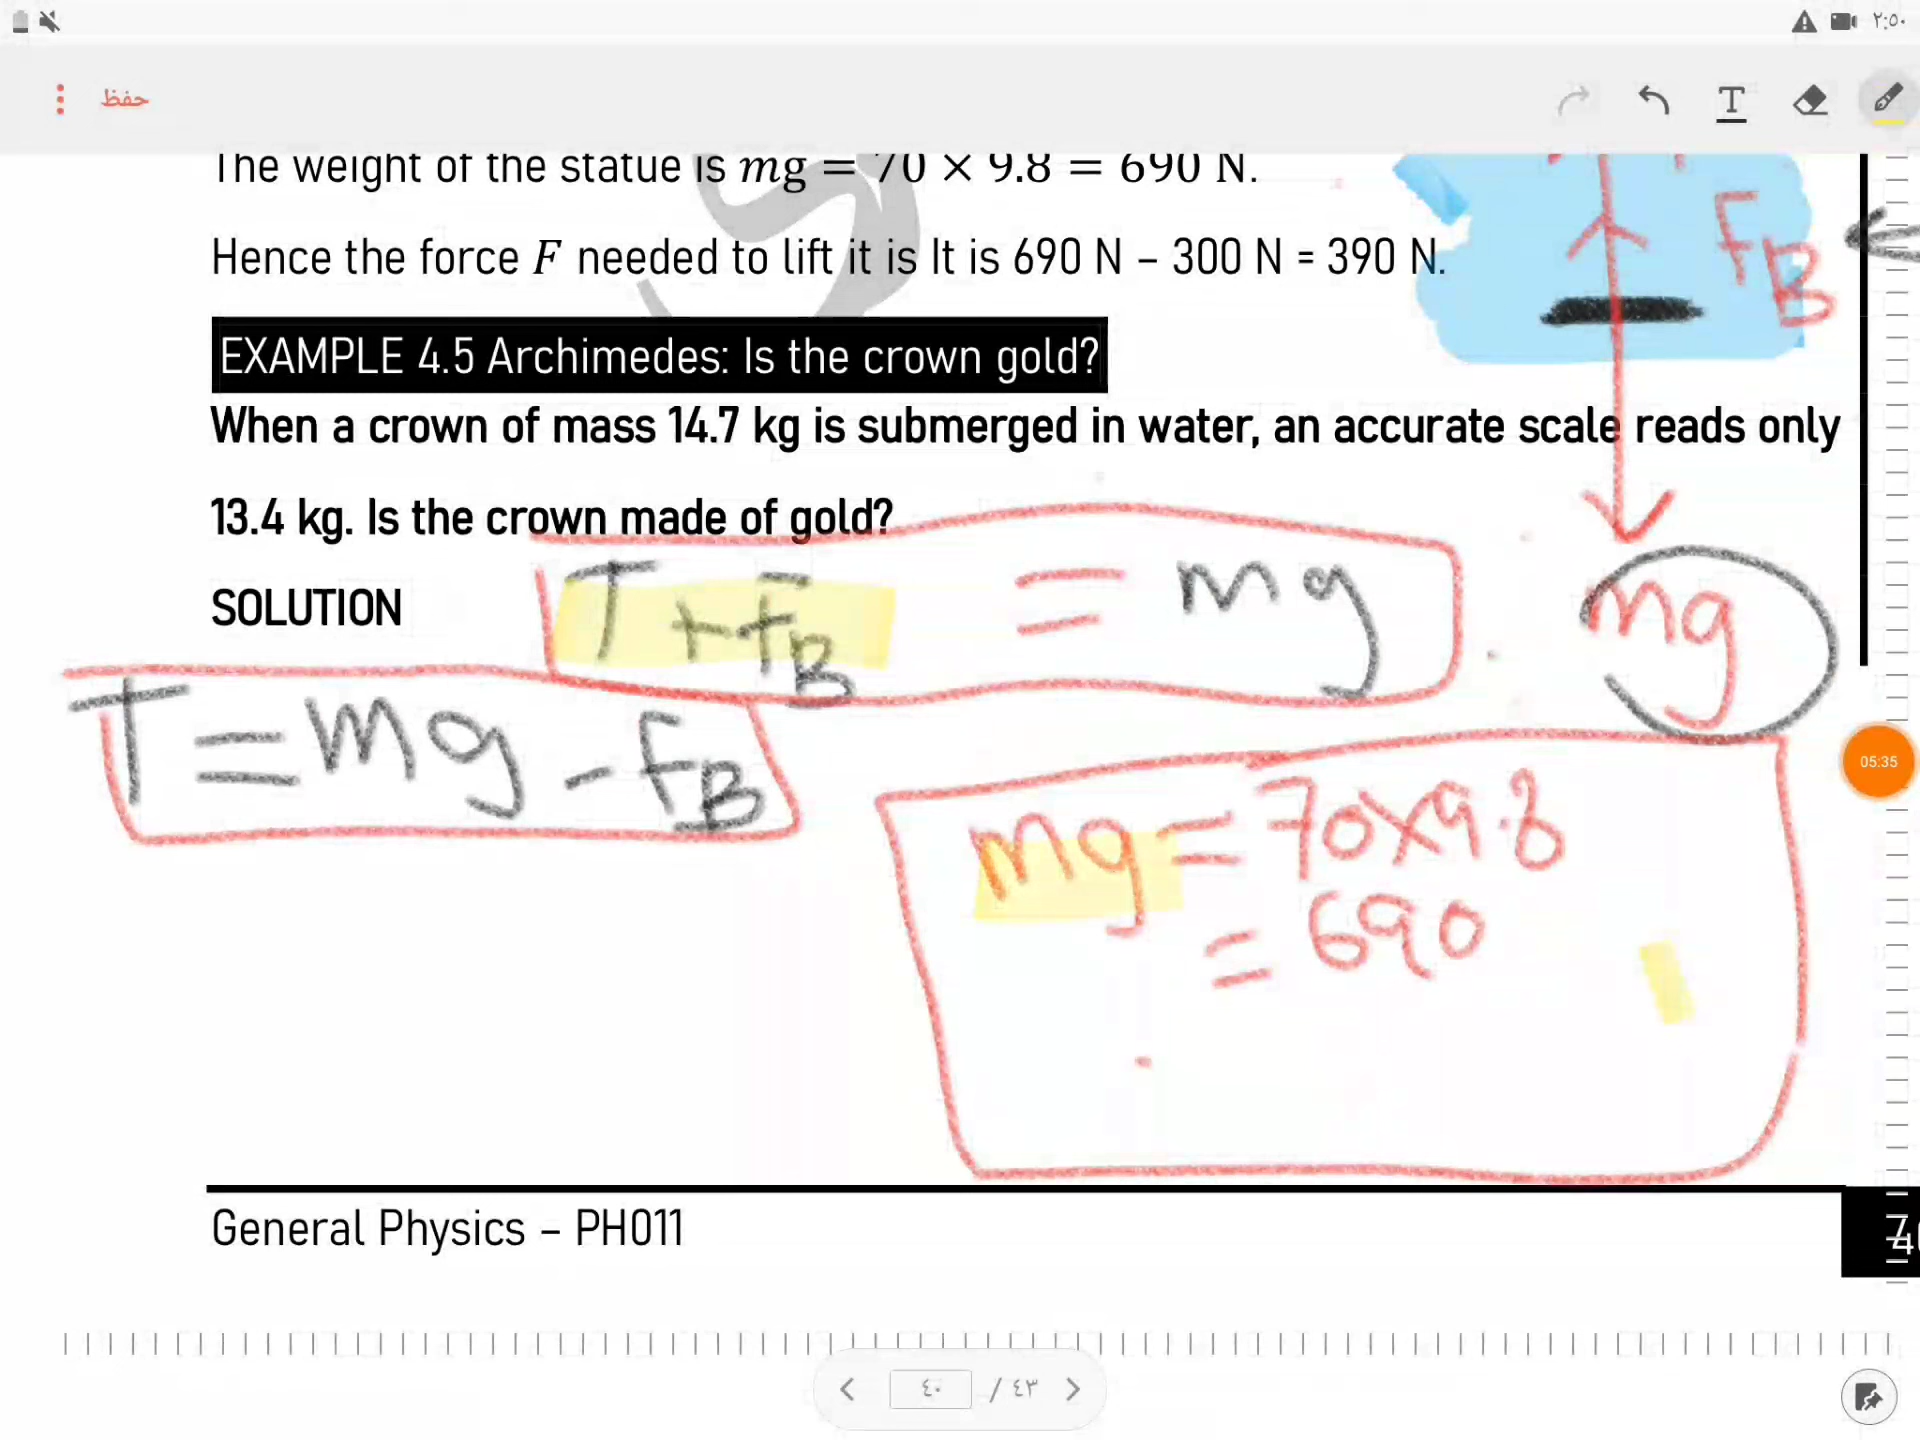 ٢:٥٠
حفظ
The weight of the statue is mg = 70 × 9.8 = 690 N.
Hence the force F needed to lift it is It is 690 N – 300 N = 390 N.
FB
EXAMPLE 4.5 Archimedes: Is the crown gold?
When a crown of mass 14.7 kg is submerged in water, an accurate scale reads only
13.4 kg. Is the crown made of gold?
SOLUTION
T + FB = mg
mg
T = mg - FB
05:35
mg = 70×9.8
= 690
General Physics – PH011
٤٠ / ٤٣